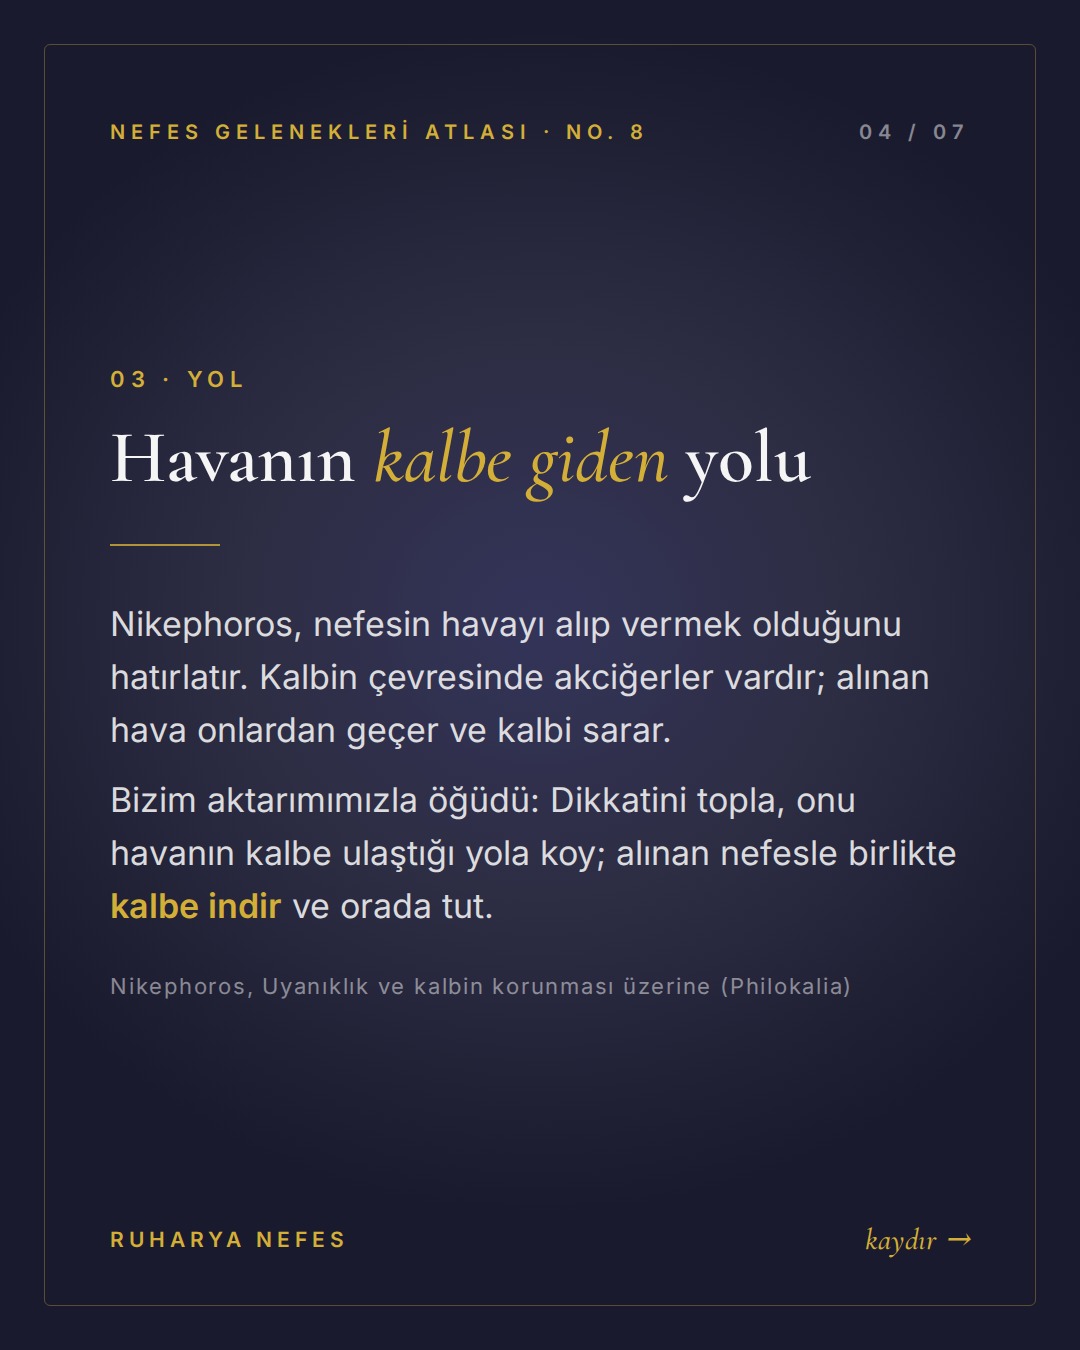 NEFES GELENEKLERİ ATLASI · NO. 8
04 / 07
03 · YOL
Havanın kalbe giden yolu
Nikephoros, nefesin havayı alıp vermek olduğunu
hatırlatır. Kalbin çevresinde akciğerler vardır; alınan
hava onlardan geçer ve kalbi sarar.
Bizim aktarımımızla öğüdü: Dikkatini topla, onu
havanın kalbe ulaştığı yola koy; alınan nefesle birlikte
kalbe indir ve orada tut.
Nikephoros, Uyanıklık ve kalbin korunması üzerine (Philokalia)
RUHARYA NEFES
kaydır →